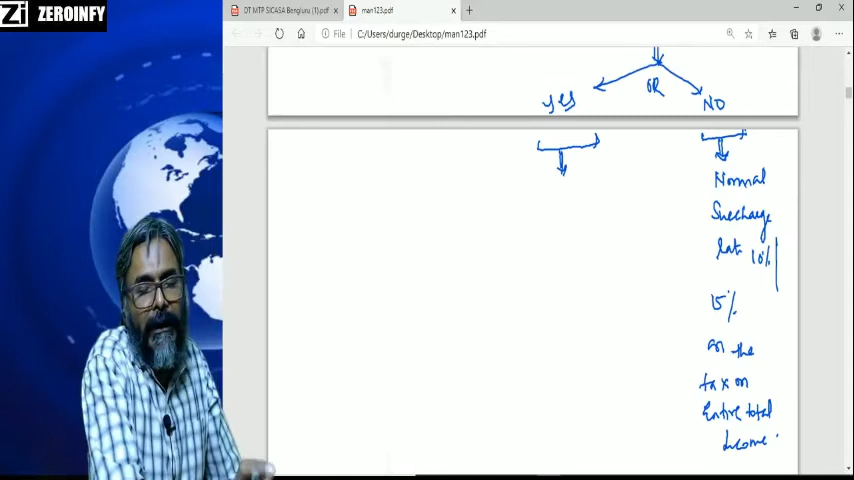 Zi ZEROINFY
DT MTP SICASA Bengluru (1).pdf
man123.pdf
File
C:/Users/durge/Desktop/man123.pdf
OR
yes
NO
Normal
Surcharge
rate 10%
15%
on the
tax on
Entire total
Income.